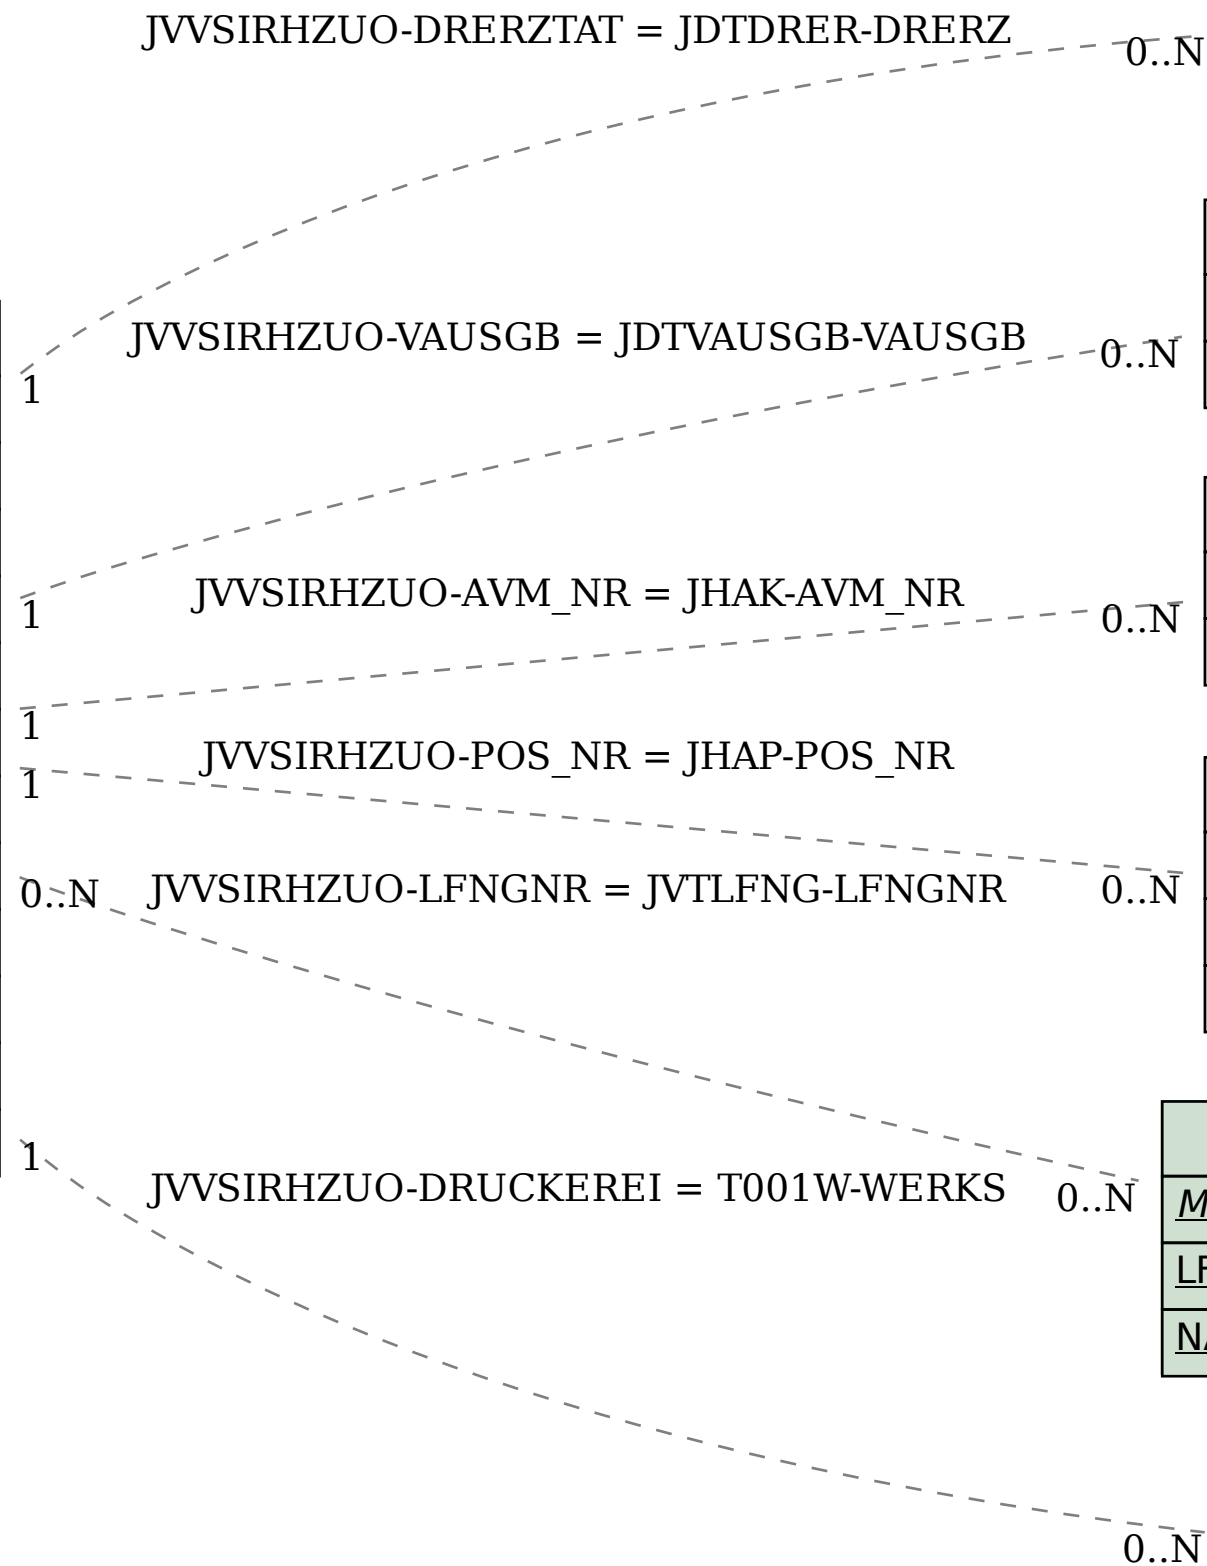 JVVSIRHZUO-DRERZTAT = JDTDRER-DRERZ
0..N
JVVSIRHZUO-VAUSGB = JDTVAUSGB-VAUSGB
0..N
1
JVVSIRHZUO-AVM_NR = JHAK-AVM_NR
1
0..N
1
JVVSIRHZUO-POS_NR = JHAP-POS_NR
1
0..N
JVVSIRHZUO-LFNGNR = JVTLFNG-LFNGNR
0..N
1
JVVSIRHZUO-DRUCKEREI = T001W-WERKS
0..N
0..N